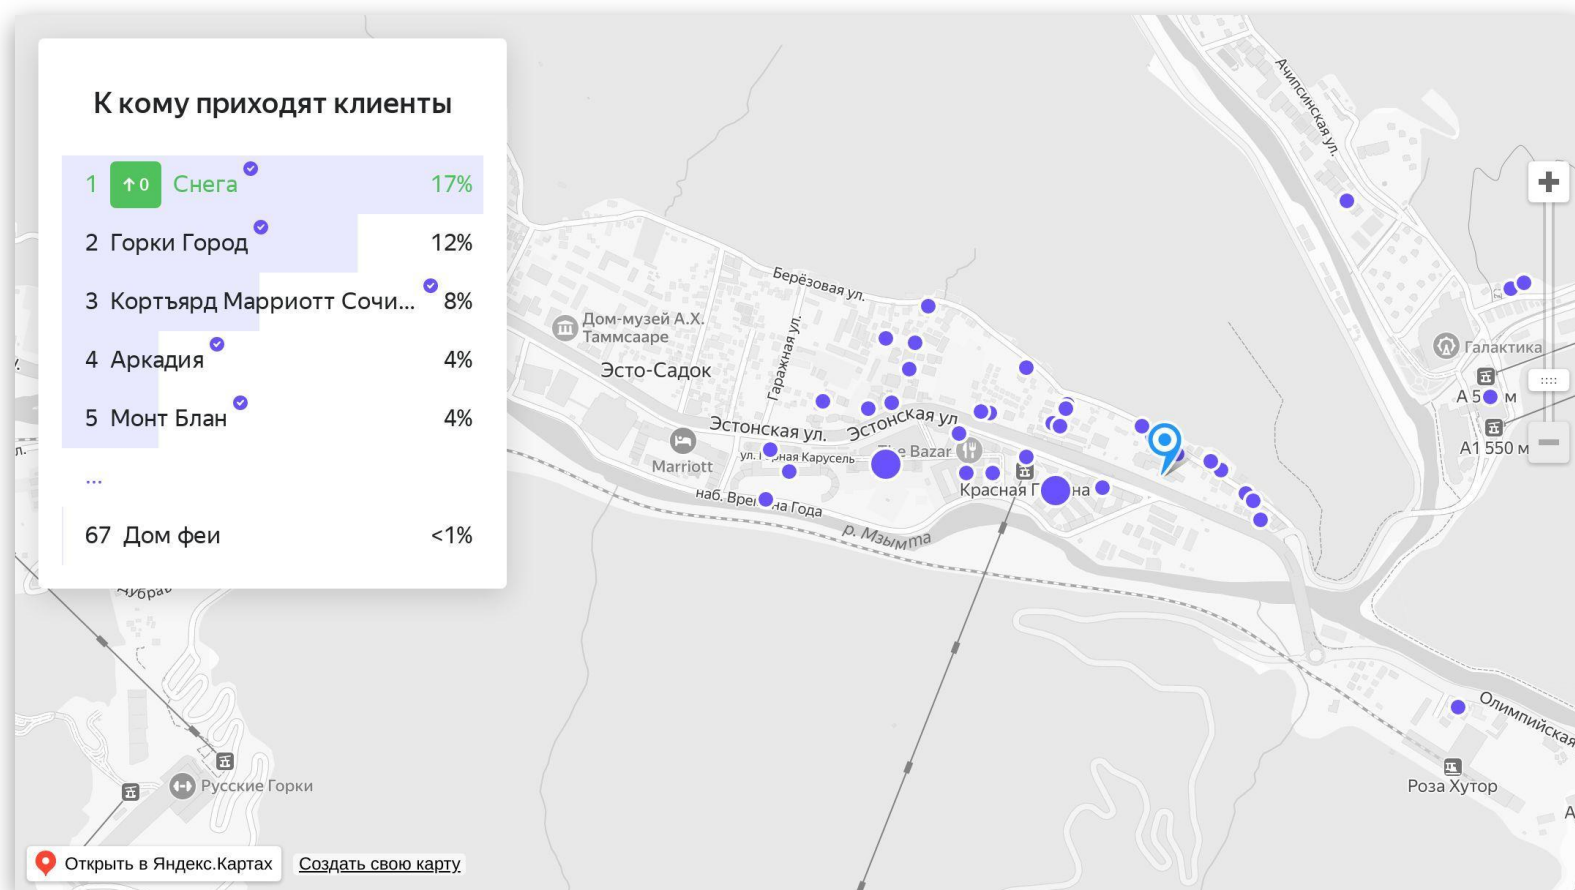 К кому приходят клиенты
1 0 Снега 17%
2 Горки Город 12%
3 Кортъярд Марриотт Сочи... 8%
4 Аркадия 4%
5 Монт Блан 4%
...
67 Дом феи <1%
Ачипсинская ул.
Берёзовая ул.
Дом-музей А.Х.
Таммсааре
Гаражная ул.
Эсто-Садок
Галактика
Эстонская ул.
Эстонская ул
Bazar
Marriott
Карусель
А1 550 м
наб.
Года
Красная
р. Мзымта
Олимпийская
Роза Хутор
Русские Горки
Открыть в Яндекс.Картах
Создать свою карту